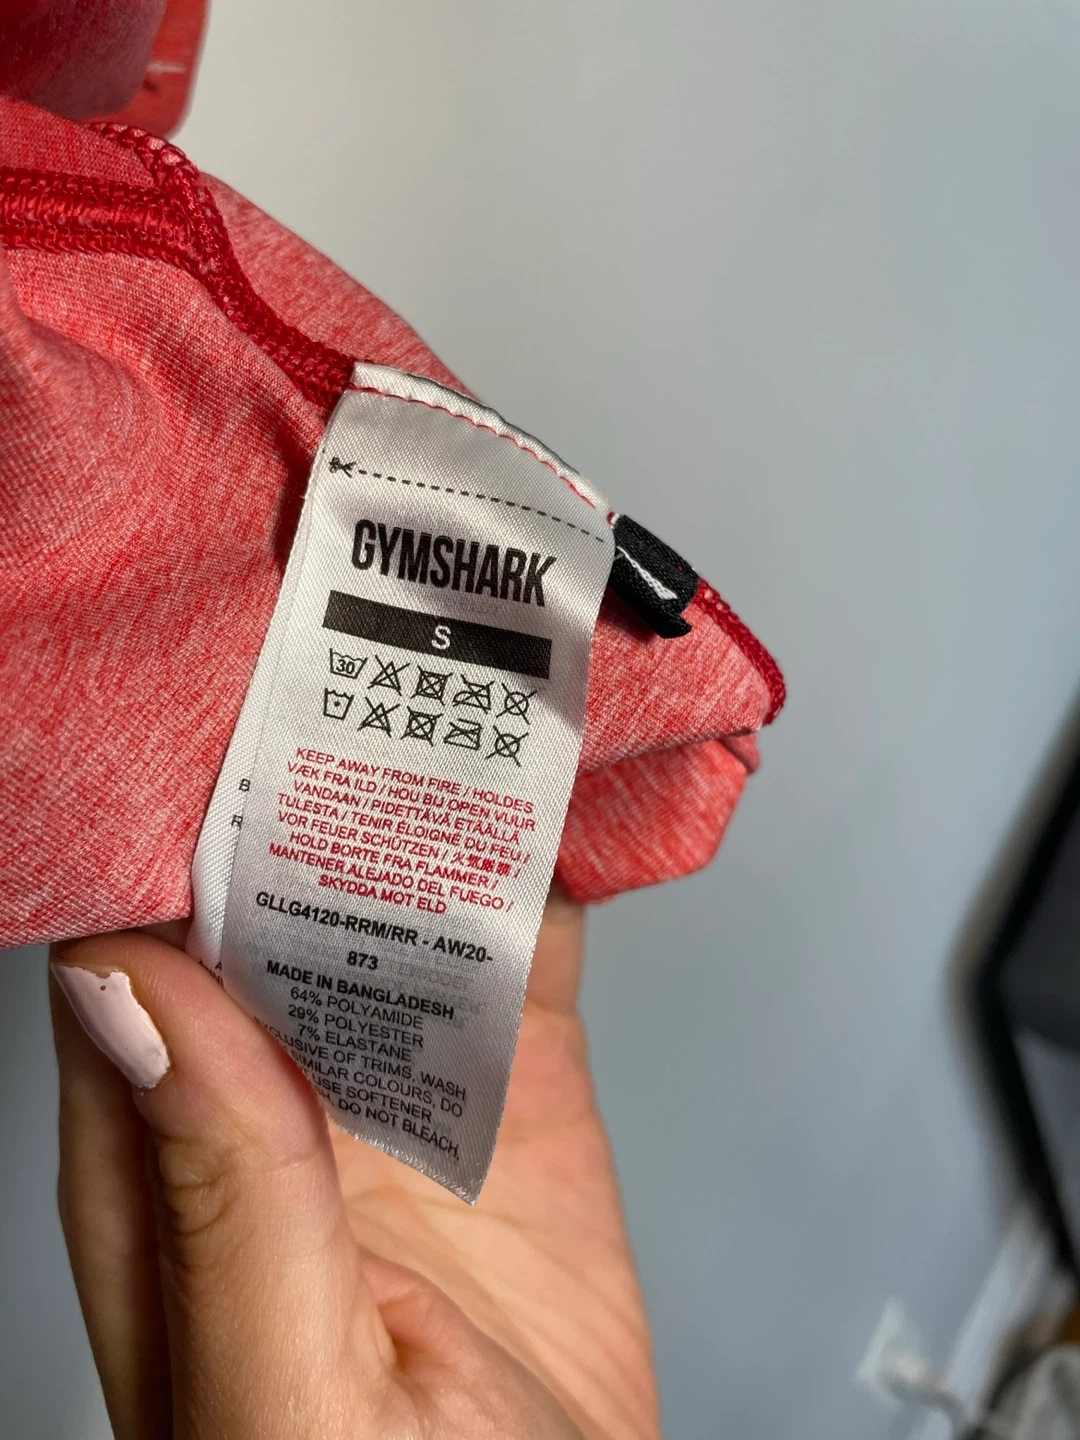 GYMSHARK
S
30
KEEP AWAY FROM FIRE / HOLDES
VÆK FRA ILD / HOU BIJ OPEN VUUR
VANDAAN / PIDETTÄVÄ ETÄÄLLÄ
TULESTA / TENIR ÉLOIGNÉ DU FEU /
VOR FEUER SCHÜTZEN / 火気厳禁 /
HOLD BORTE FRA FLAMMER /
MANTENER ALEJADO DEL FUEGO /
SKYDDA MOT ELD
GLLG4120-RRM/RR - AW20-
873
MADE IN BANGLADESH
64% POLYAMIDE
29% POLYESTER
7% ELASTANE
OF TRIMS, WASH
SIMILAR COLOURS, DO
USE SOFTENER
DO NOT BLEACH,
B
R